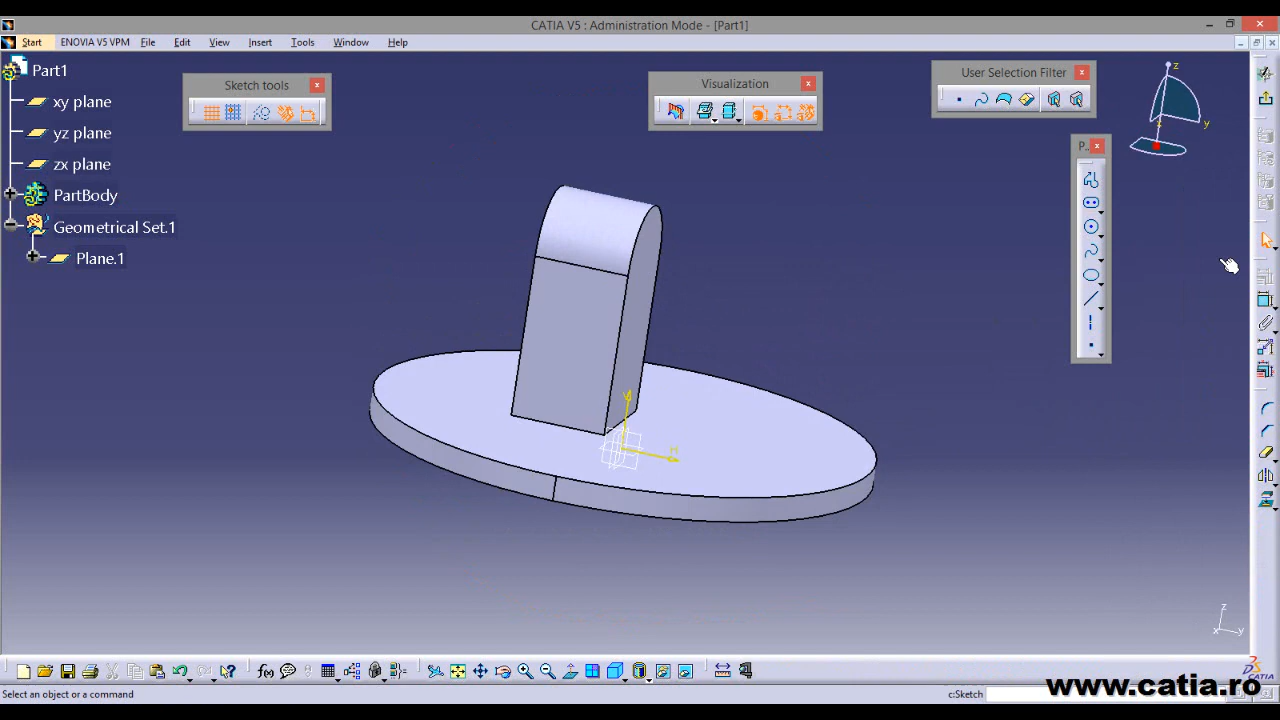 CATIA V5 : Administration Mode - [Part1]
Start ENOVIA V5 VPM File Edit View Insert Tools Window Help
Part1
xy plane
yz plane
zx plane
PartBody
Geometrical Set.1
Plane.1
Sketch tools
Visualization
User Selection Filter
P..
z
y
x
V
H
z
x y
f(x)
CATIA
Select an object or a command
c:Sketch
www.catia.ro